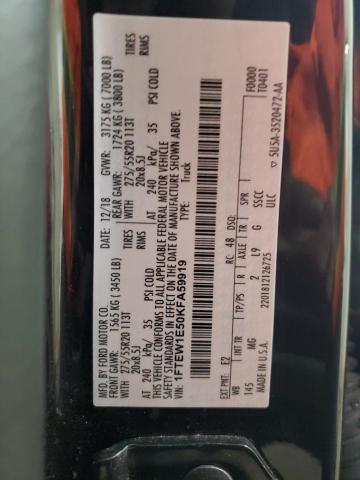 MFD. BY FORD MOTOR CO.
DATE: 12/18 GVWR: 3175 KG ( 7000 LB)
FRONT GAWR: 1565 KG ( 3450 LB) REAR GAWR: 1724 KG ( 3800 LB)
WITH 275/55R20 113T TIRES WITH 275/55R20 113T TIRES
20x8.5J RIMS 20x8.5J RIMS
AT 240 kPa/ 35 PSI COLD AT 240 kPa/ 35 PSI COLD
THIS VEHICLE CONFORMS TO ALL APPLICABLE FEDERAL MOTOR VEHICLE
SAFETY STANDARDS IN EFFECT ON THE DATE OF MANUFACTURE SHOWN ABOVE.
VIN: 1FTEW1E50KFA59919 TYPE: Truck
F0000
T0401
EXT PNT: E2 RC: 48 DSO:
WB INT TR TP/PS R AXLE TR SPR
145 MG 2 L9 G SSCC
2201812126725 ULC
MADE IN U.S.A. 5U5A-3520472-AA